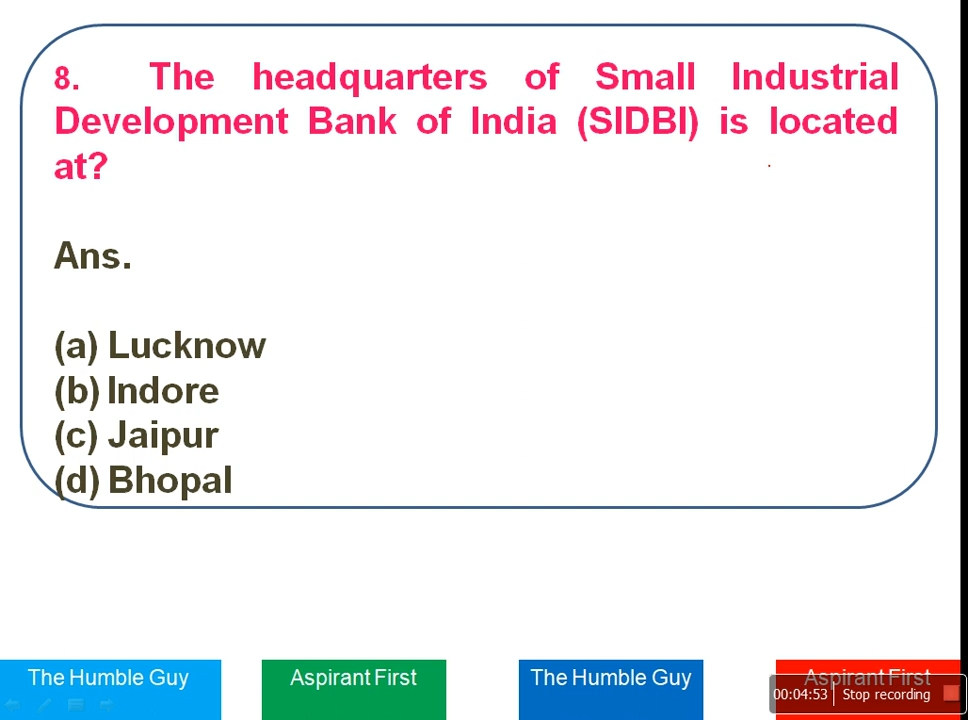 8. The headquarters of Small Industrial
Development Bank of India (SIDBI) is located
at?
Ans.
(a) Lucknow
(b) Indore
(c) Jaipur
(d) Bhopal
The Humble Guy
Aspirant First
The Humble Guy
Aspirant First
00:04:53 Stop recording